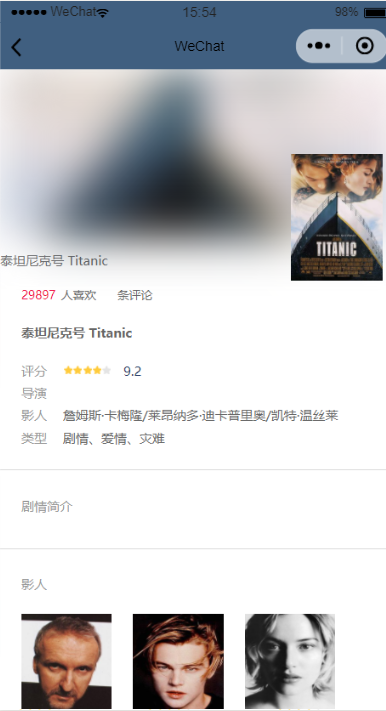 WeChat 15:54 98%
WeChat
TITANIC
泰坦尼克号 Titanic
29897 人喜欢 条评论
泰坦尼克号 Titanic
评分 9.2
导演
影人 詹姆斯·卡梅隆/莱昂纳多·迪卡普里奥/凯特·温丝莱
类型 剧情、爱情、灾难
剧情简介
影人